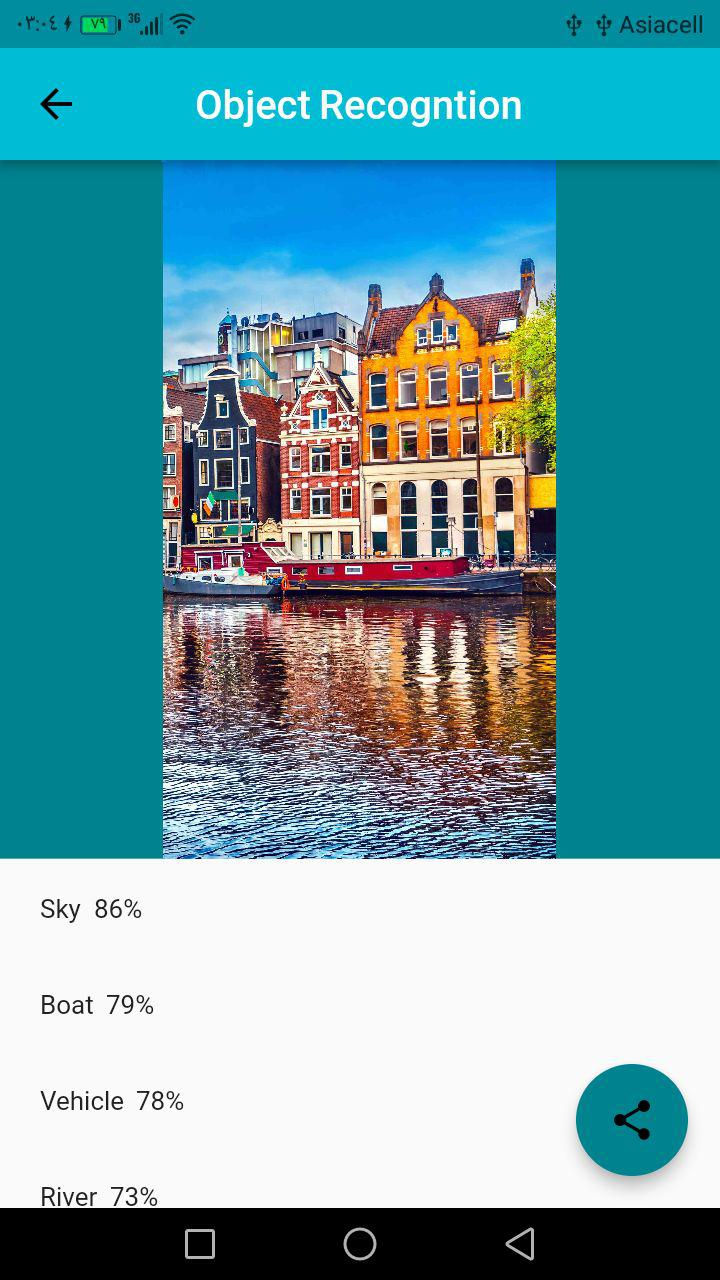 ٠٣:٠٤ ٧٩ 3G Asiacell
Object Recogntion
Sky 86%
Boat 79%
Vehicle 78%
River 73%